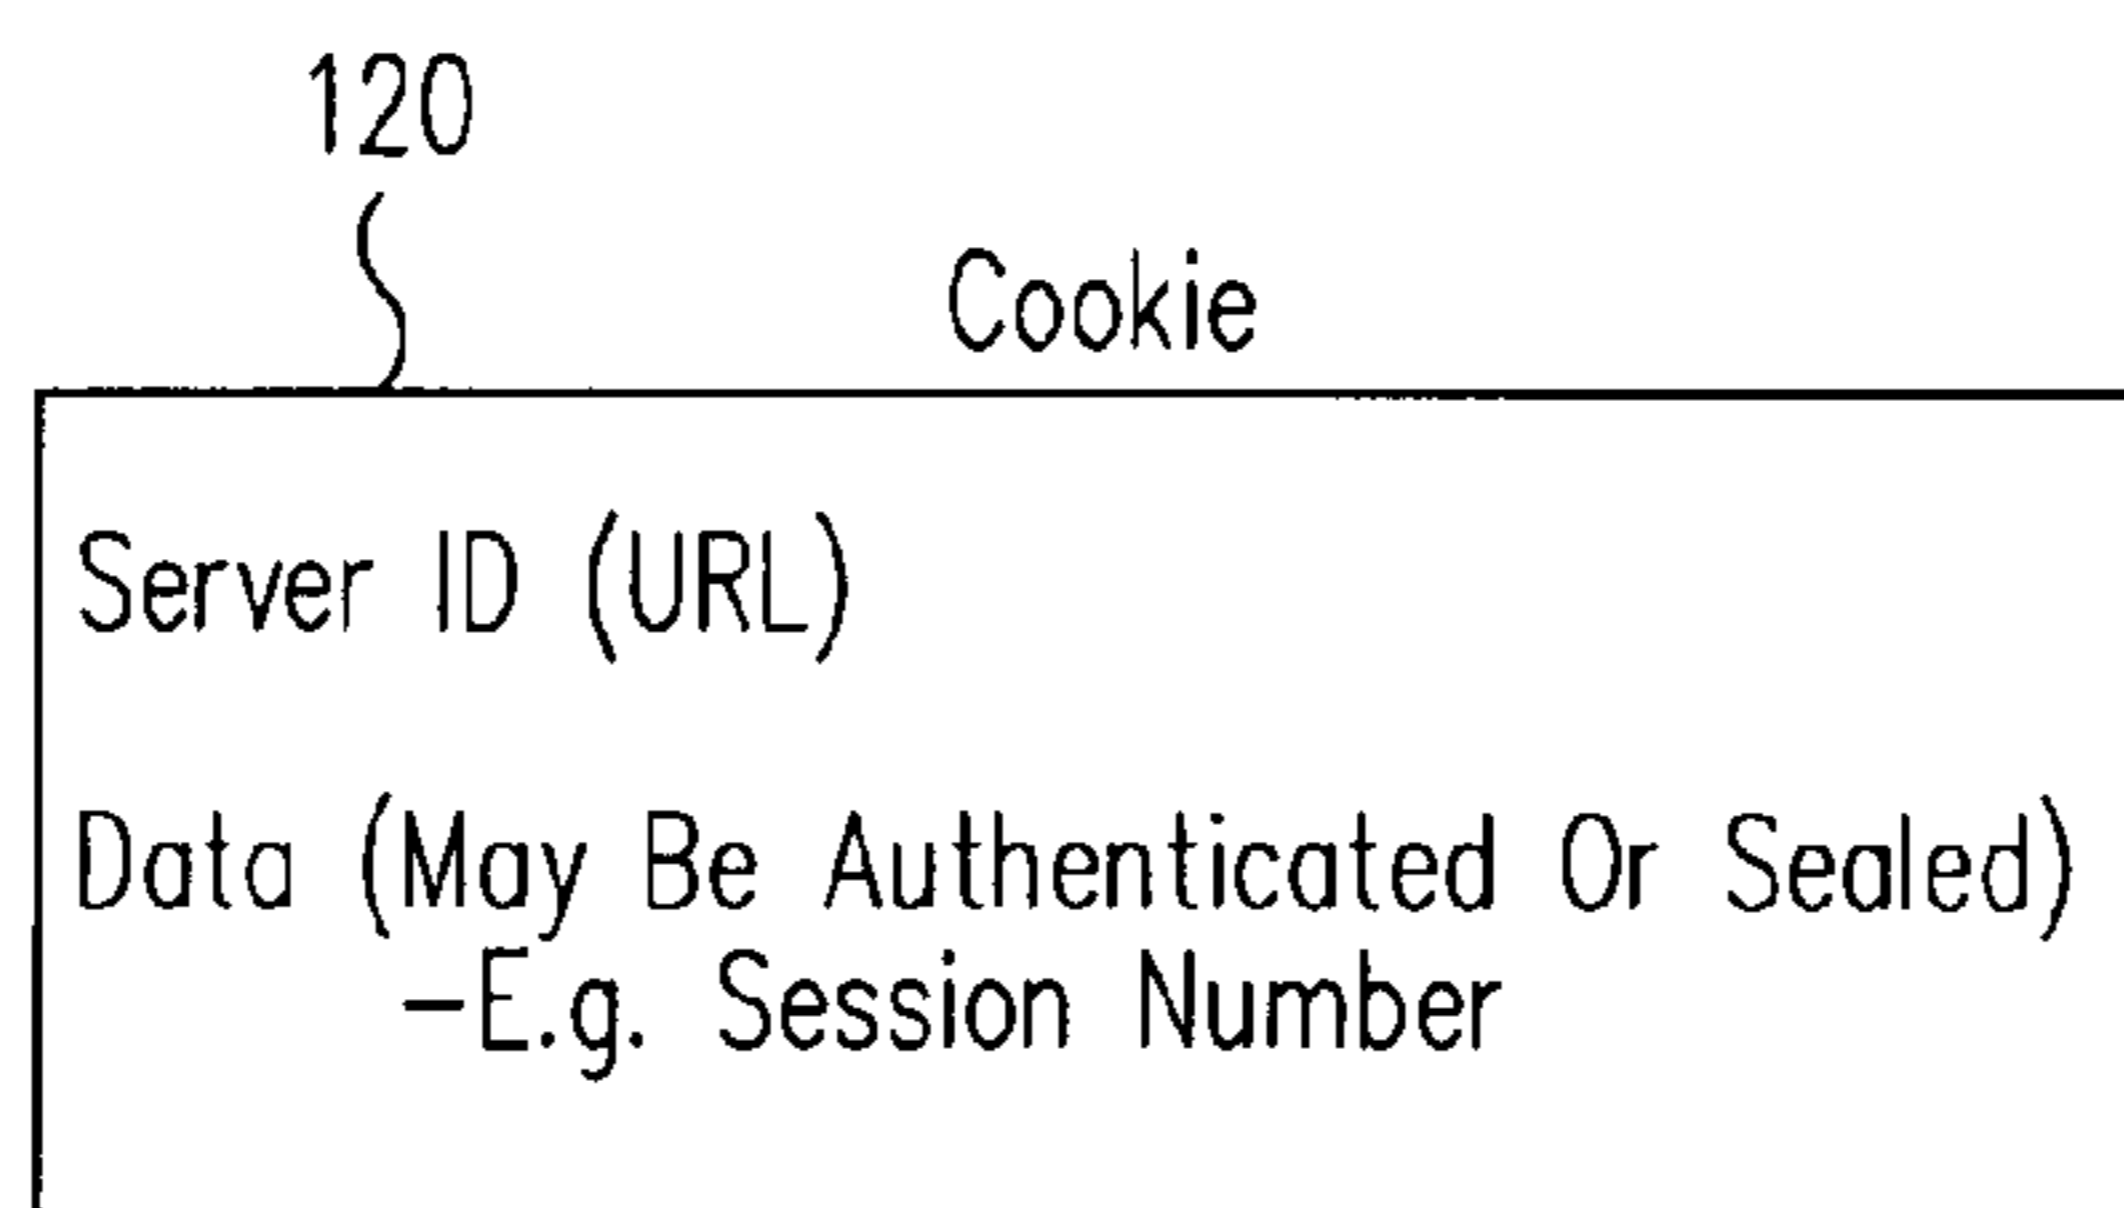 120
Cookie
Server ID (URL)
Data (May Be Authenticated Or Sealed)
-E.g. Session Number